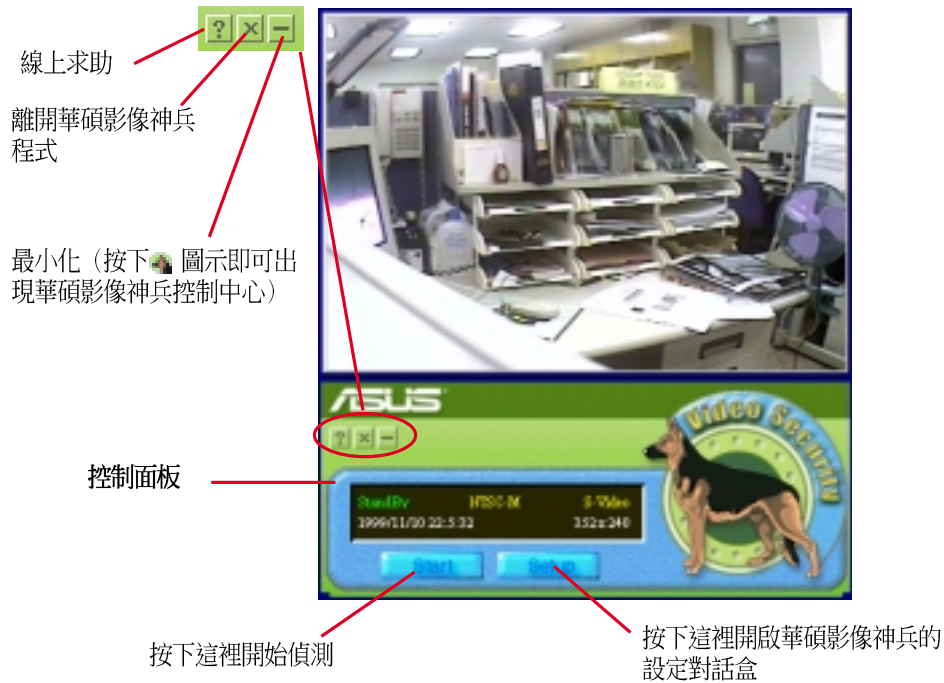 線上求助
離開華碩影像神兵
程式
最小化（按下 圖示即可出
現華碩影像神兵控制中心）
ASUS
Video Security
控制面板
StandBy NTSC-M S-Video
1999/11/10 22:5:32 352x240
Start
Setup
按下這裡開始偵測
按下這裡開啟華碩影像神兵的
設定對話盒